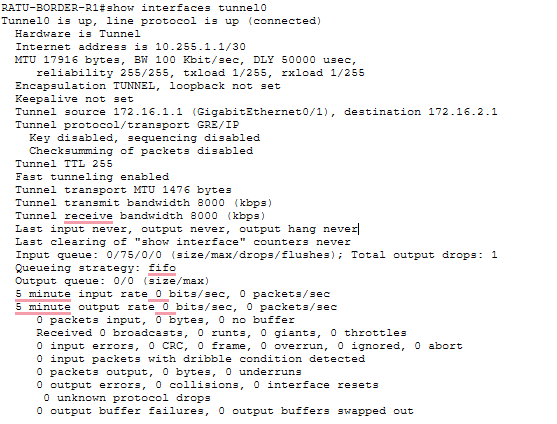 RATU-BORDER-R1#show interfaces tunnel0
Tunnel0 is up, line protocol is up (connected)
Hardware is Tunnel
Internet address is 10.255.1.1/30
MTU 17916 bytes, BW 100 Kbit/sec, DLY 50000 usec,
reliability 255/255, txload 1/255, rxload 1/255
Encapsulation TUNNEL, loopback not set
Keepalive not set
Tunnel source 172.16.1.1 (GigabitEthernet0/1), destination 172.16.2.1
Tunnel protocol/transport GRE/IP
Key disabled, sequencing disabled
Checksumming of packets disabled
Tunnel TTL 255
Fast tunneling enabled
Tunnel transport MTU 1476 bytes
Tunnel transmit bandwidth 8000 (kbps)
Tunnel receive bandwidth 8000 (kbps)
Last input never, output never, output hang never
Last clearing of "show interface" counters never
Input queue: 0/75/0/0 (size/max/drops/flushes); Total output drops: 1
Queueing strategy: fifo
Output queue: 0/0 (size/max)
5 minute input rate 0 bits/sec, 0 packets/sec
5 minute output rate 0 bits/sec, 0 packets/sec
0 packets input, 0 bytes, 0 no buffer
Received 0 broadcasts, 0 runts, 0 giants, 0 throttles
0 input errors, 0 CRC, 0 frame, 0 overrun, 0 ignored, 0 abort
0 input packets with dribble condition detected
0 packets output, 0 bytes, 0 underruns
0 output errors, 0 collisions, 0 interface resets
0 unknown protocol drops
0 output buffer failures, 0 output buffers swapped out